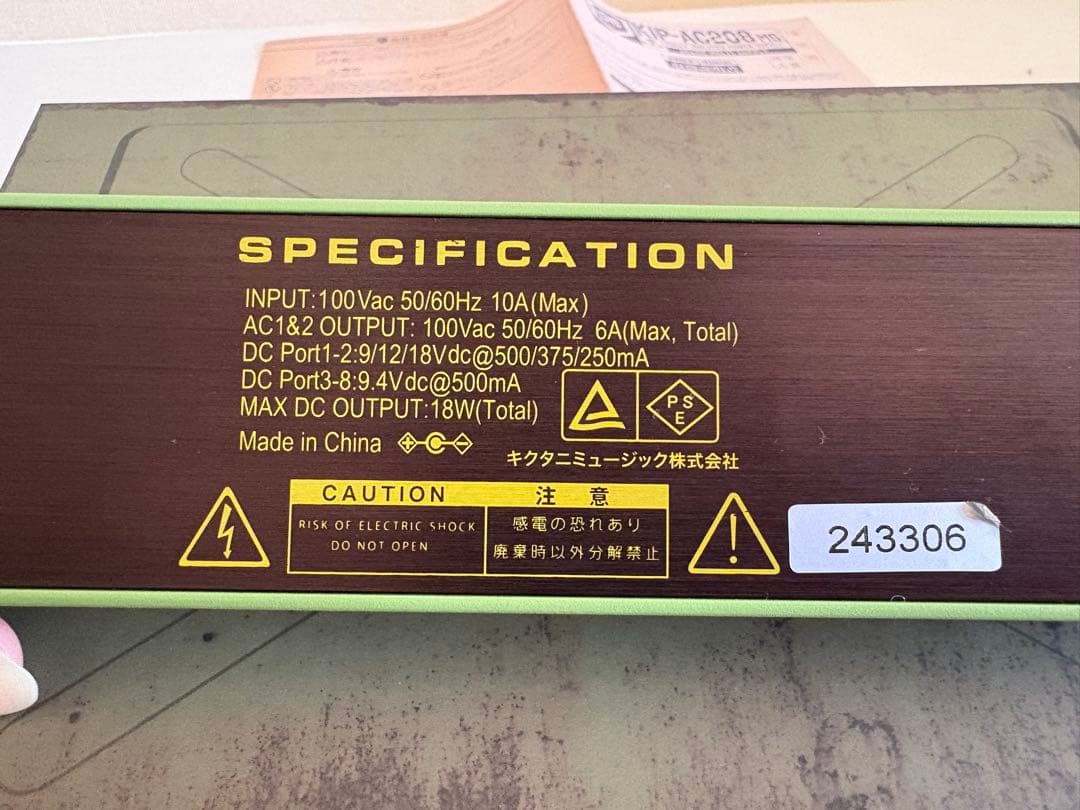 KIP-AC208
SPECIFICATION
INPUT:100Vac 50/60Hz 10A(Max)
AC1&2 OUTPUT: 100Vac 50/60Hz 6A(Max, Total)
DC Port1-2:9/12/18Vdc@500/375/250mA
DC Port3-8:9.4Vdc@500mA
MAX DC OUTPUT:18W(Total)
PSE
Made in China
キクタニミュージック株式会社
CAUTION 注意
RISK OF ELECTRIC SHOCK
DO NOT OPEN
感電の恐れあり
廃棄時以外分解禁止
243306